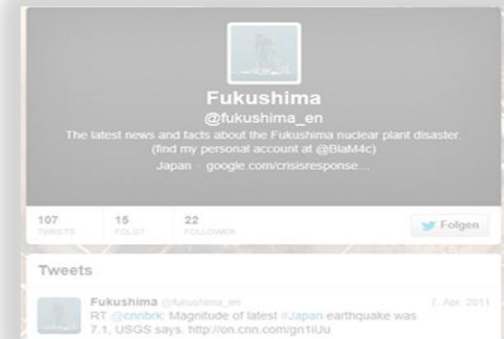 Fukushima
@fukushima_en
The latest news and facts about the Fukushima nuclear plant disaster.
(find my personal account at @BlaM4c)
Japan · google.com/crisisresponse...
107 15 22
TWEETS FOLGT FOLLOWER
Folgen
Tweets
Fukushima @fukushima_en 7. Apr. 2011
RT @cnnbrk: Magnitude of latest #Japan earthquake was
7.1, USGS says. http://on.cnn.com/gn1iUu